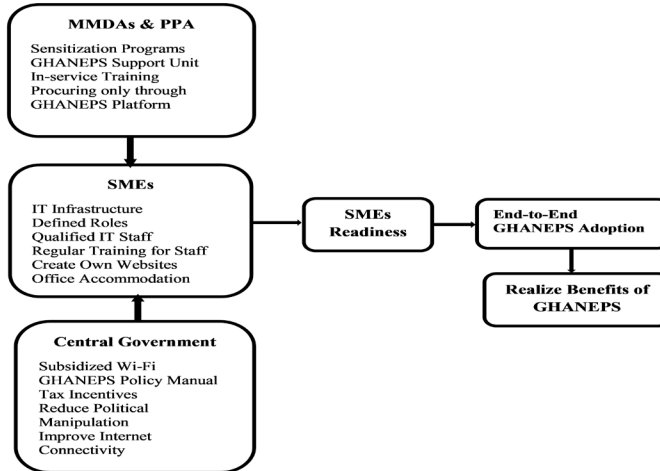 MMDAs & PPA
Sensitization Programs
GHANEPS Support Unit
In-service Training
Procuring only through
GHANEPS Platform
SMEs
IT Infrastructure
Defined Roles
Qualified IT Staff
Regular Training for Staff
Create Own Websites
Office Accommodation
SMEs
Readiness
End-to-End
GHANEPS Adoption
Realize Benefits of
GHANEPS
Central Government
Subsidized Wi-Fi
GHANEPS Policy Manual
Tax Incentives
Reduce Political
Manipulation
Improve Internet
Connectivity